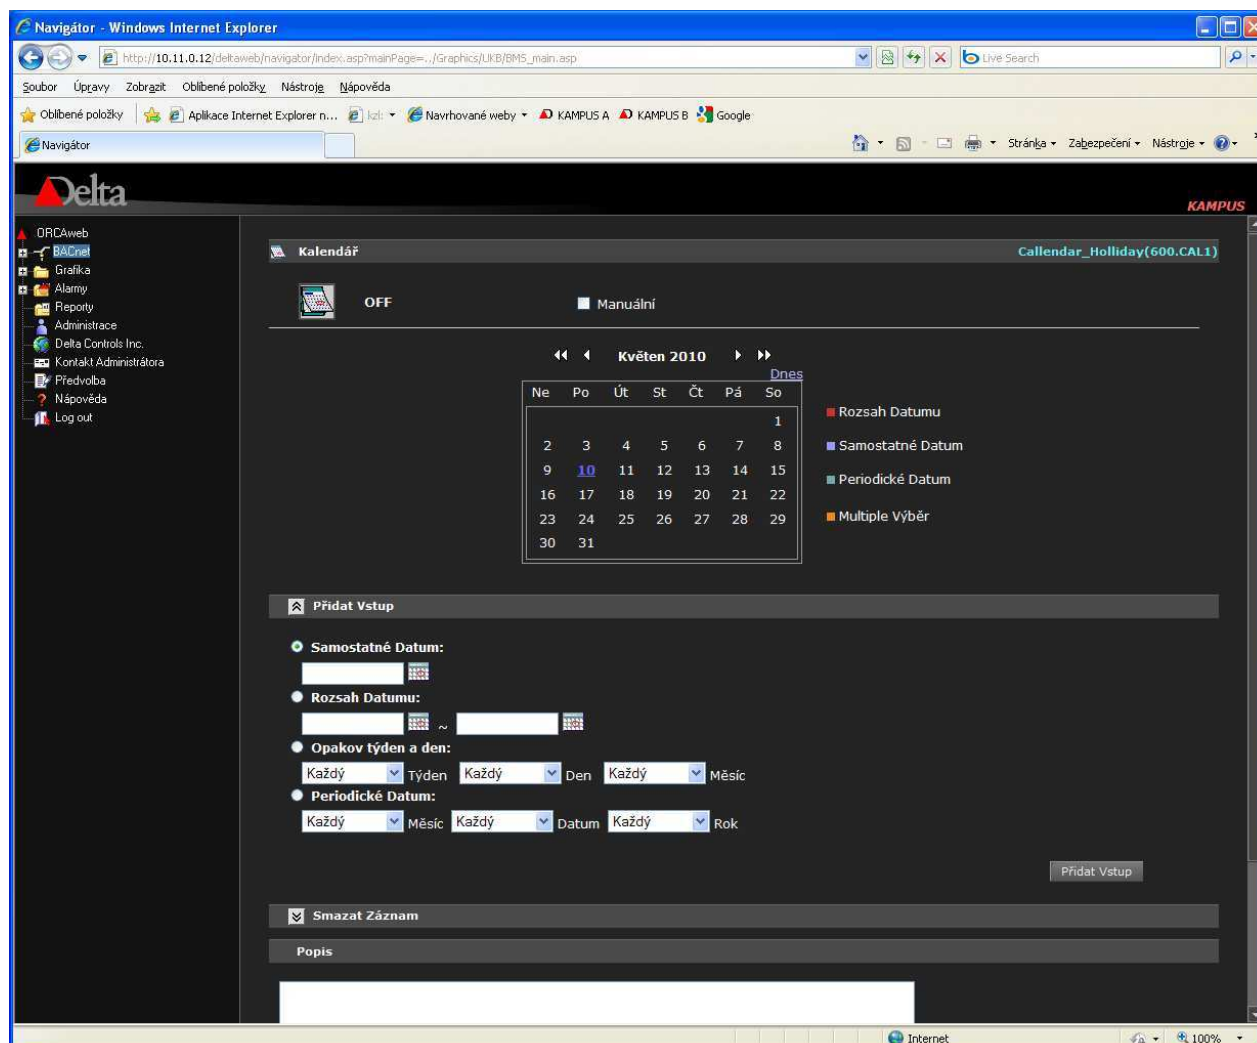 Navigátor - Windows Internet Explorer
http://10.11.0.12/deltaweb/navigator/index.asp?mainPage=../Graphics/UKB/BMS_main.asp
Live Search
Soubor Úpravy Zobrazit Oblíbené položky Nástroje Nápověda
Oblíbené položky Aplikace Internet Explorer n... Navrhované weby KAMPUS A KAMPUS B Google
Navigátor Stránka Zabezpečení Nástroje
Delta
KAMPUS
ORCAweb
BACnet
Grafika
Alarmy
Reporty
Administrace
Delta Controls Inc.
Kontakt Administrátora
Předvolba
Nápověda
Log out
Kalendář Callendar_Holliday(600.CAL1)
OFF Manuální
Květen 2010
Dnes
Ne Po Út St Čt Pá So
1
2 3 4 5 6 7 8
9 10 11 12 13 14 15
16 17 18 19 20 21 22
23 24 25 26 27 28 29
30 31
Rozsah Datumu
Samostatné Datum
Periodické Datum
Multiple Výběr
Přidat Vstup
Samostatné Datum:
Rozsah Datumu:
~
Opakov týden a den:
Každý Týden Každý Den Každý Měsíc
Periodické Datum:
Každý Měsíc Každý Datum Každý Rok
Přidat Vstup
Smazat Záznam
Popis
Internet 100%